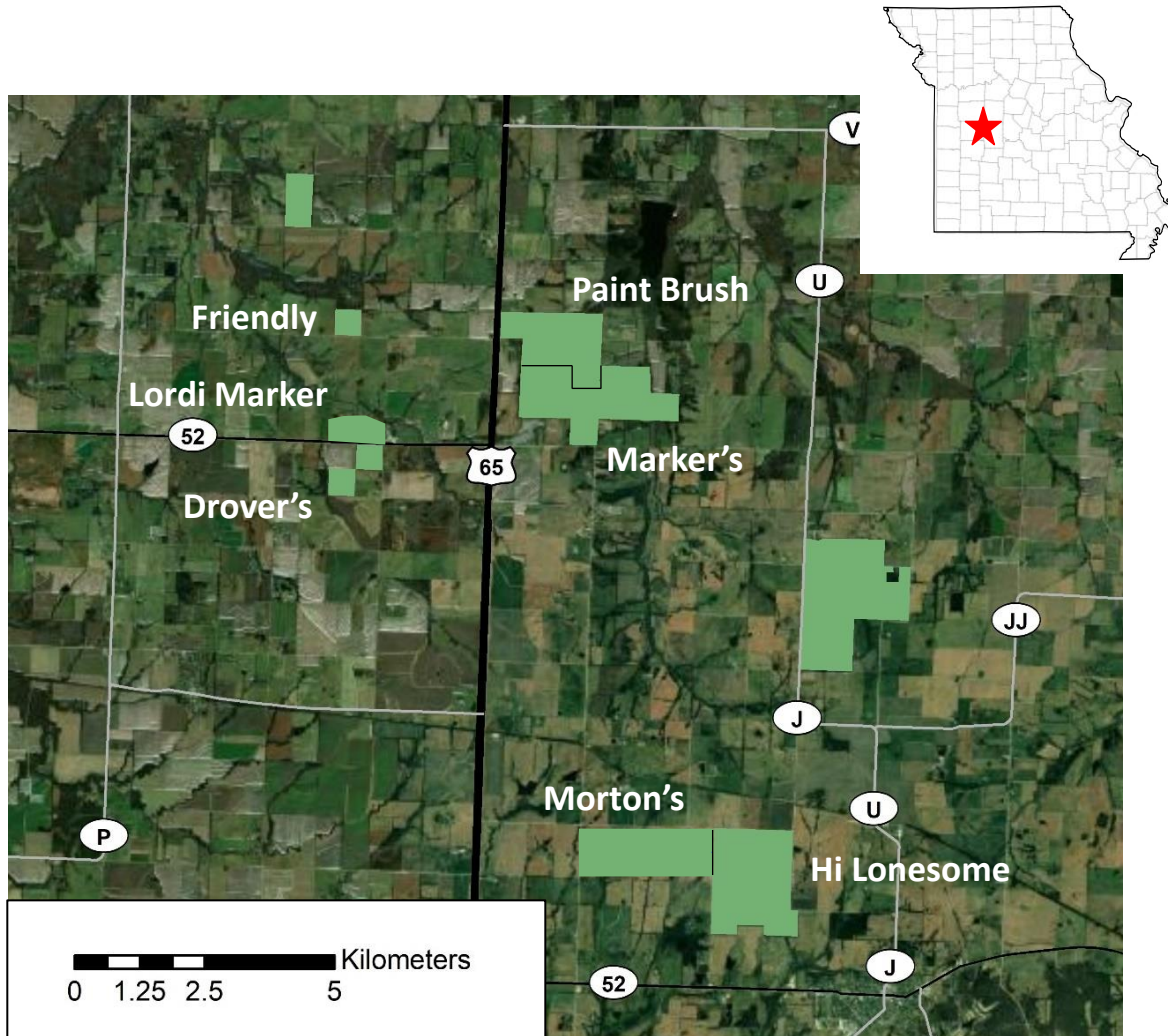 V
U
Paint Brush
Friendly
Lordi Marker
52
65
Marker's
Drover's
JJ
J
Morton's
U
P
Hi Lonesome
Kilometers
0 1.25 2.5 5
J
52